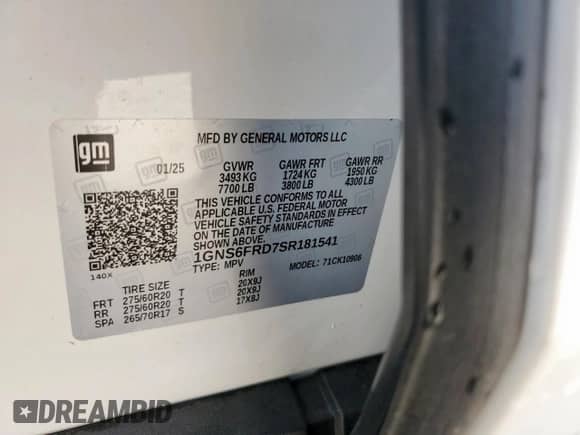 MFD BY GENERAL MOTORS LLC
gm
01/25
GVWR GAWR FRT GAWR RR
3493 KG 1724 KG 1950 KG
7700 LB 3800 LB 4300 LB
THIS VEHICLE CONFORMS TO ALL
APPLICABLE U.S. FEDERAL MOTOR
VEHICLE SAFETY STANDARDS IN EFFECT
ON THE DATE OF MANUFACTURE
SHOWN ABOVE.
1GNS6FRD7SR181541
140X
TYPE: MPV MODEL: 71CK10906
TIRE SIZE RIM
FRT 275/60R20 T 20X9J
RR 275/60R20 T 20X9J
SPA 265/70R17 S 17X8J
DREAMBID